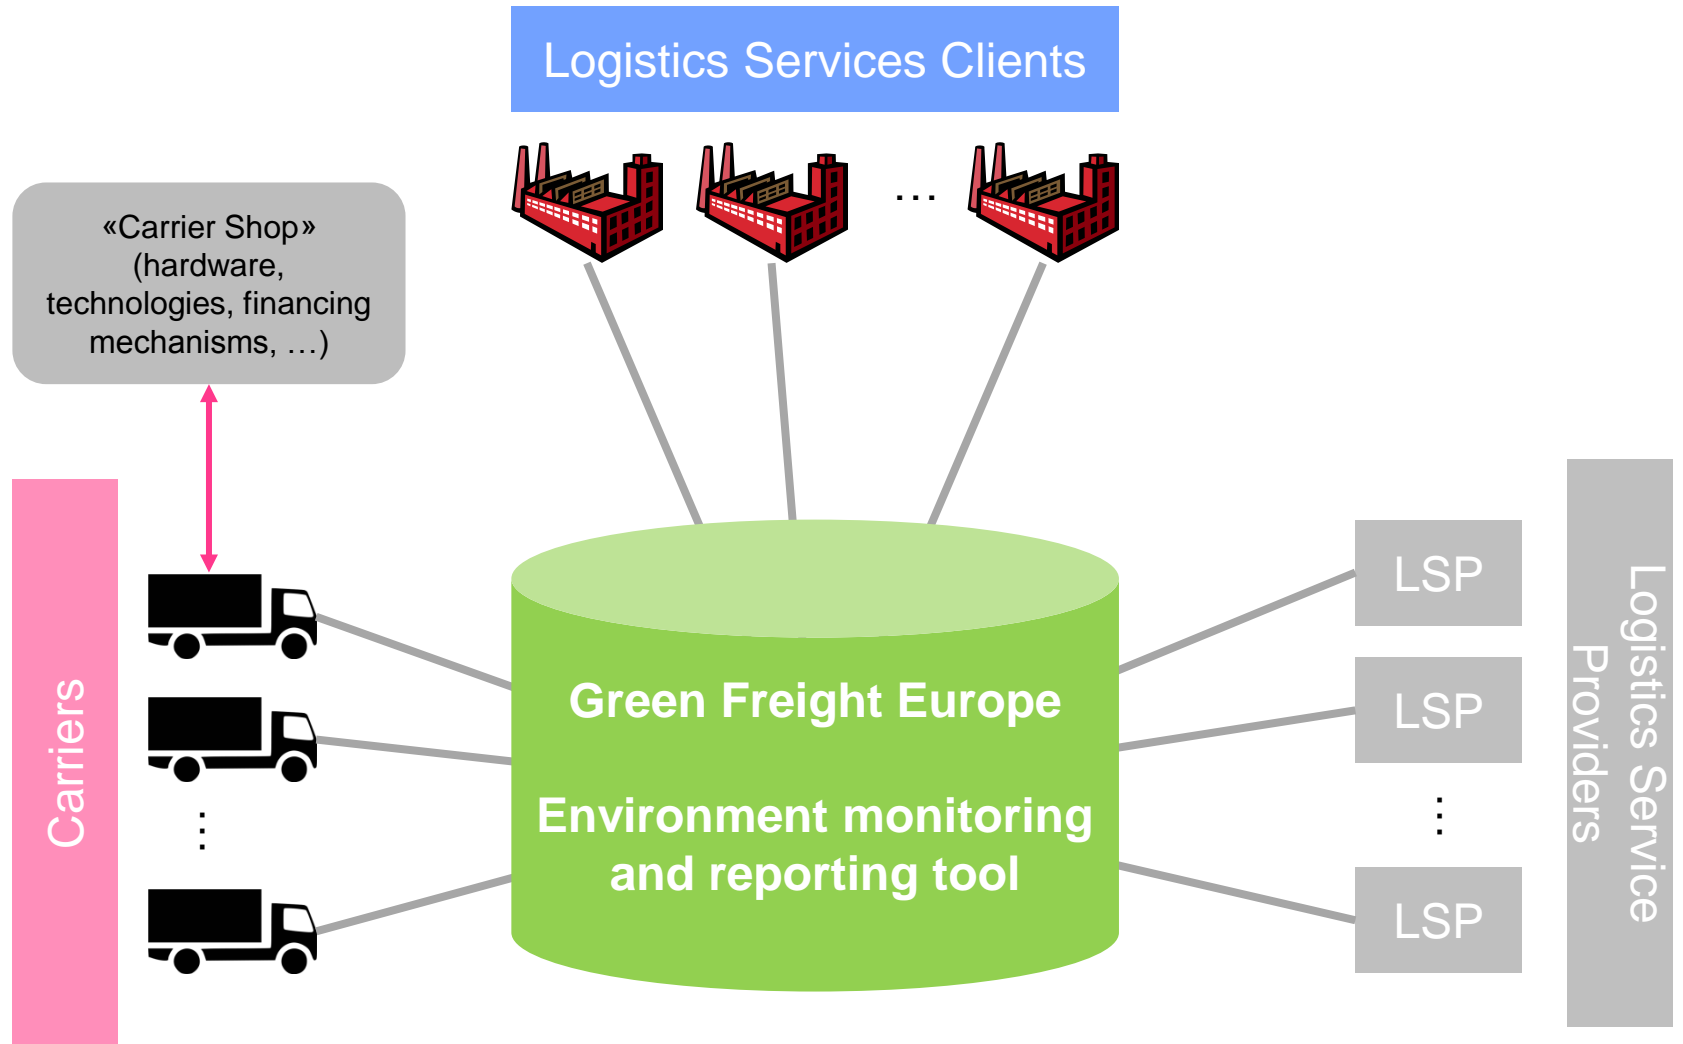 Logistics Services Clients
…
«Carrier Shop»
(hardware,
technologies, financing
mechanisms, …)
Carriers
…
Green Freight Europe
Environment monitoring
and reporting tool
LSP
LSP
…
LSP
Logistics Service
Providers